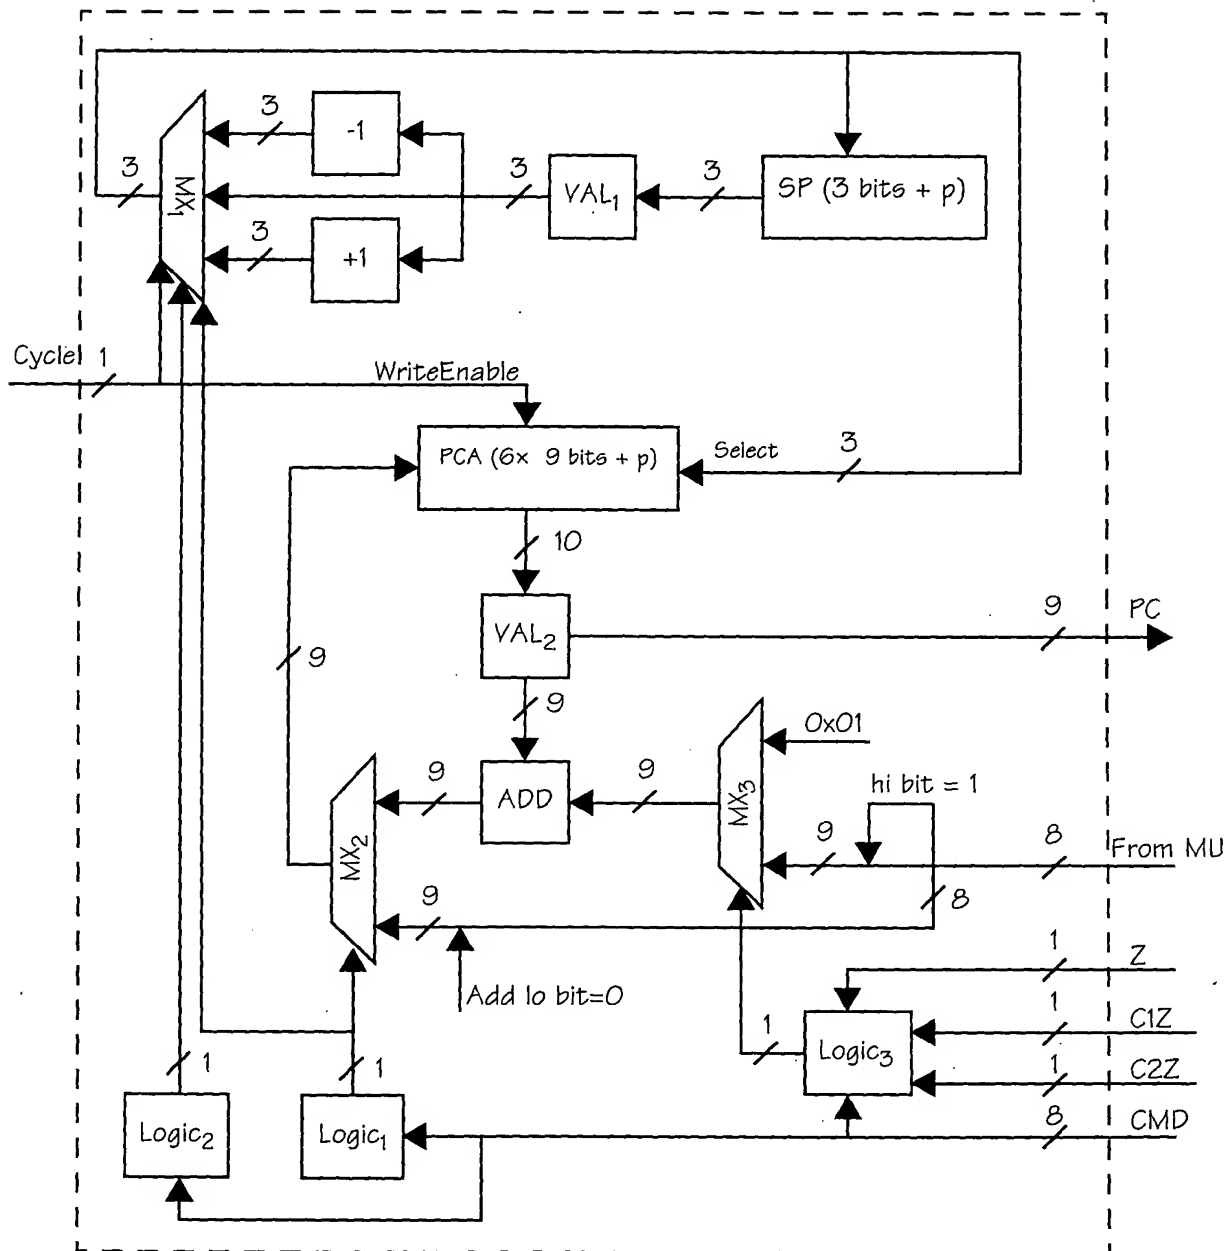 3
-1
3
MX1
3
VAL1
3
SP (3 bits + p)
3
+1
Cycle
1
WriteEnable
PCA (6x 9 bits + p)
Select
3
10
9
VAL2
9
PC
9
9
0x01
MX2
9
ADD
9
MX3
hi bit = 1
9
8
From MU
9
8
Add lo bit=0
1
Z
1
C1Z
1
Logic3
1
C2Z
1
1
Logic2
Logic1
8
CMD